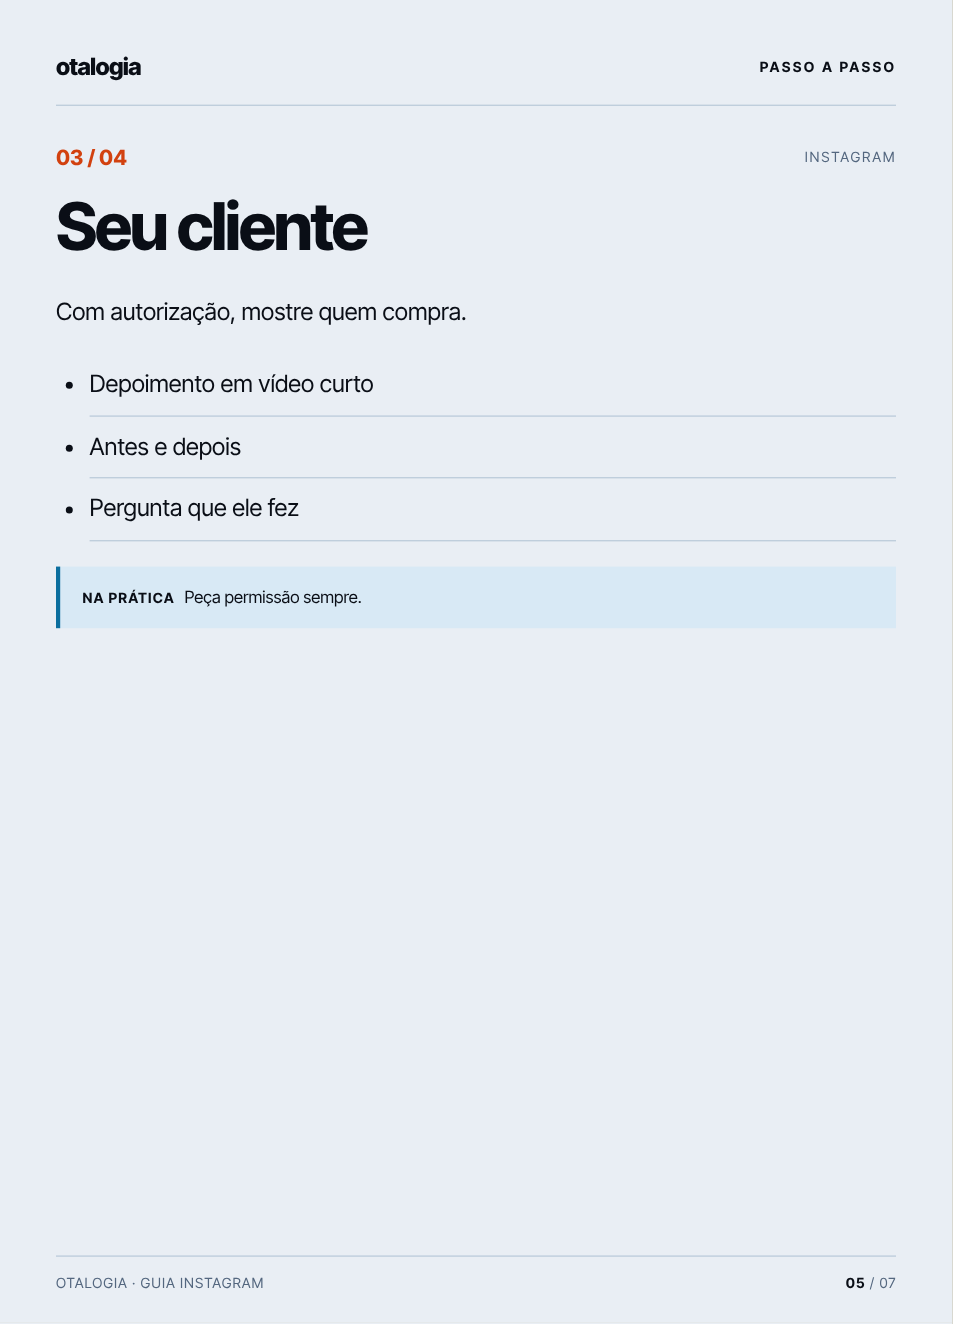 otalogia
PASSO A PASSO
03 / 04
INSTAGRAM
Seu cliente
Com autorização, mostre quem compra.
• Depoimento em vídeo curto
• Antes e depois
• Pergunta que ele fez
NA PRÁTICA Peça permissão sempre.
OTALOGIA · GUIA INSTAGRAM
05 / 07